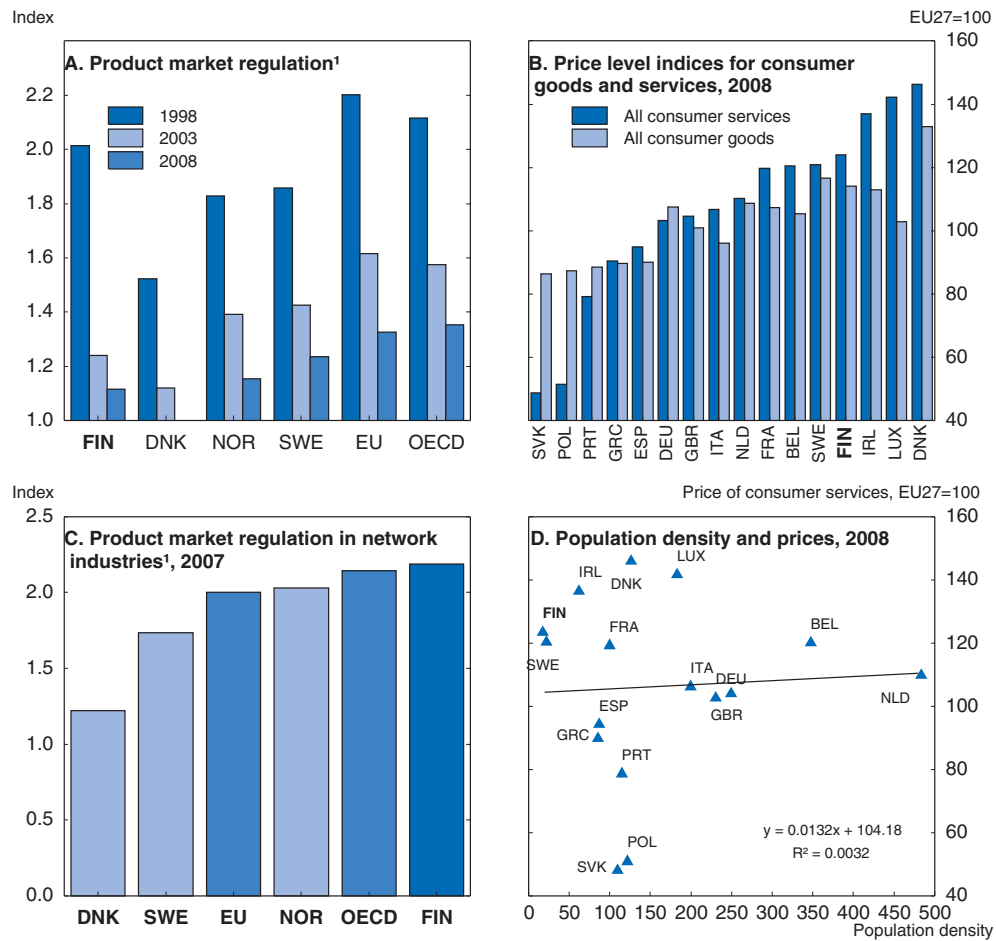 Index
A. Product market regulation¹
1998
2003
2008
2.2
2.0
1.8
1.6
1.4
1.2
1.0
FIN DNK NOR SWE EU OECD
EU27=100
B. Price level indices for consumer
goods and services, 2008
All consumer services
All consumer goods
160
140
120
100
80
60
40
SVK POL PRT GRC ESP DEU GBR ITA NLD FRA BEL SWE FIN IRL LUX DNK
Index
C. Product market regulation in network
industries¹, 2007
2.5
2.0
1.5
1.0
0.5
0.0
DNK SWE EU NOR OECD FIN
Price of consumer services, EU27=100
D. Population density and prices, 2008
LUX
IRL
DNK
FIN
FRA
BEL
SWE
ITA
DEU
NLD
ESP
GBR
GRC
PRT
POL
SVK
y = 0.0132x + 104.18
R² = 0.0032
160
140
120
100
80
60
40
0 50 100 150 200 250 300 350 400 450 500
Population density